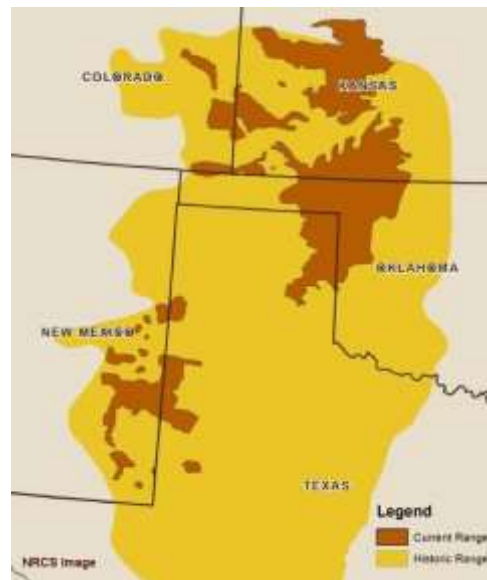 COLORADO
KANSAS
OKLAHOMA
NEW MEXICO
TEXAS
Legend
Current Range
Historic Range
NRCS Image